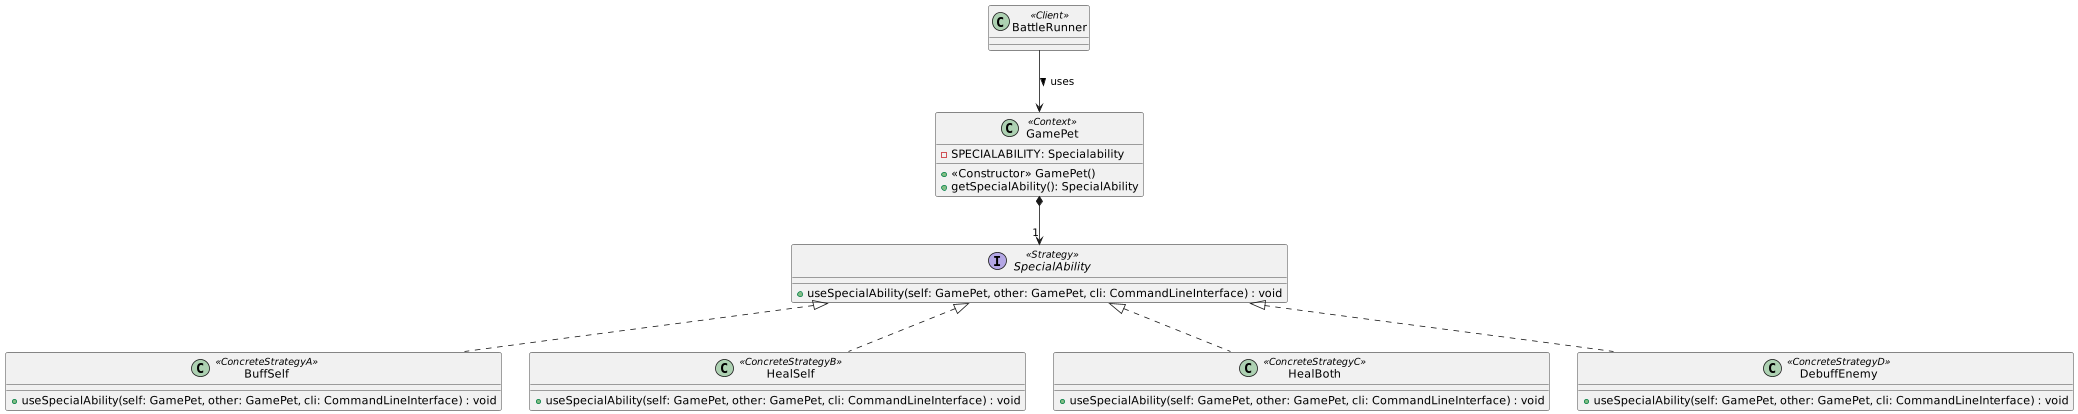 «Client»
C BattleRunner
uses
«Context»
C GamePet
SPECIALABILITY: Specialability
«Constructor» GamePet()
getSpecialAbility(): SpecialAbility
1
«Strategy»
I SpecialAbility
useSpecialAbility(self: GamePet, other: GamePet, cli: CommandLineInterface) : void
«ConcreteStrategyA»
C BuffSelf
useSpecialAbility(self: GamePet, other: GamePet, cli: CommandLineInterface) : void
«ConcreteStrategyB»
C HealSelf
useSpecialAbility(self: GamePet, other: GamePet, cli: CommandLineInterface) : void
«ConcreteStrategyC»
C HealBoth
useSpecialAbility(self: GamePet, other: GamePet, cli: CommandLineInterface) : void
«ConcreteStrategyD»
C DebuffEnemy
useSpecialAbility(self: GamePet, other: GamePet, cli: CommandLineInterface) : void